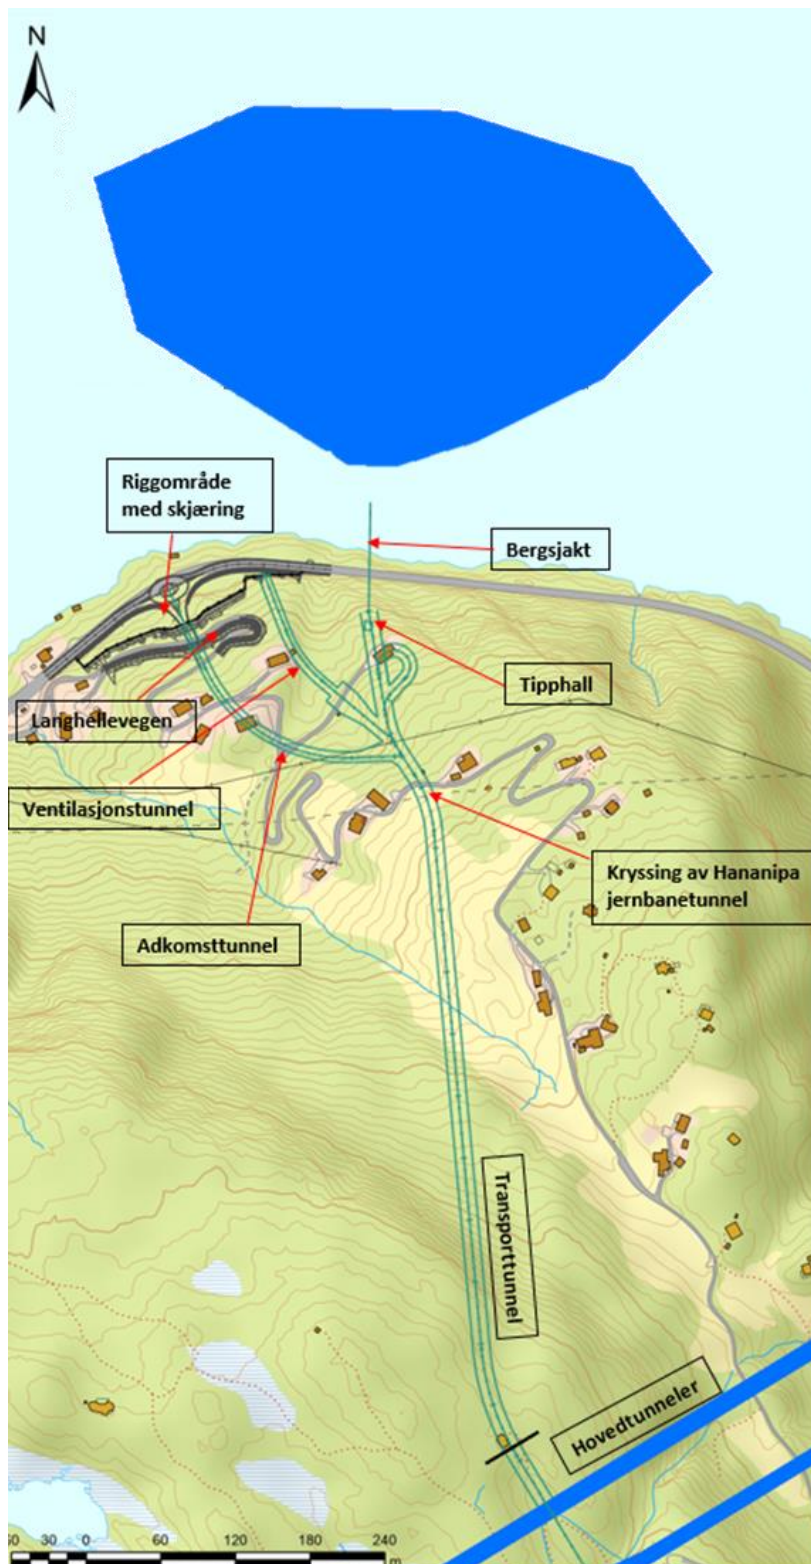 N
Riggområde
med skjæring
Bergsjakt
Tipphall
Langhellevegen
Ventilasjonstunnel
Kryssing av Hananipa
jernbanetunnel
Adkomsttunnel
Transporttunnel
Hovedtunneler
30 0 60 120 180 240
m